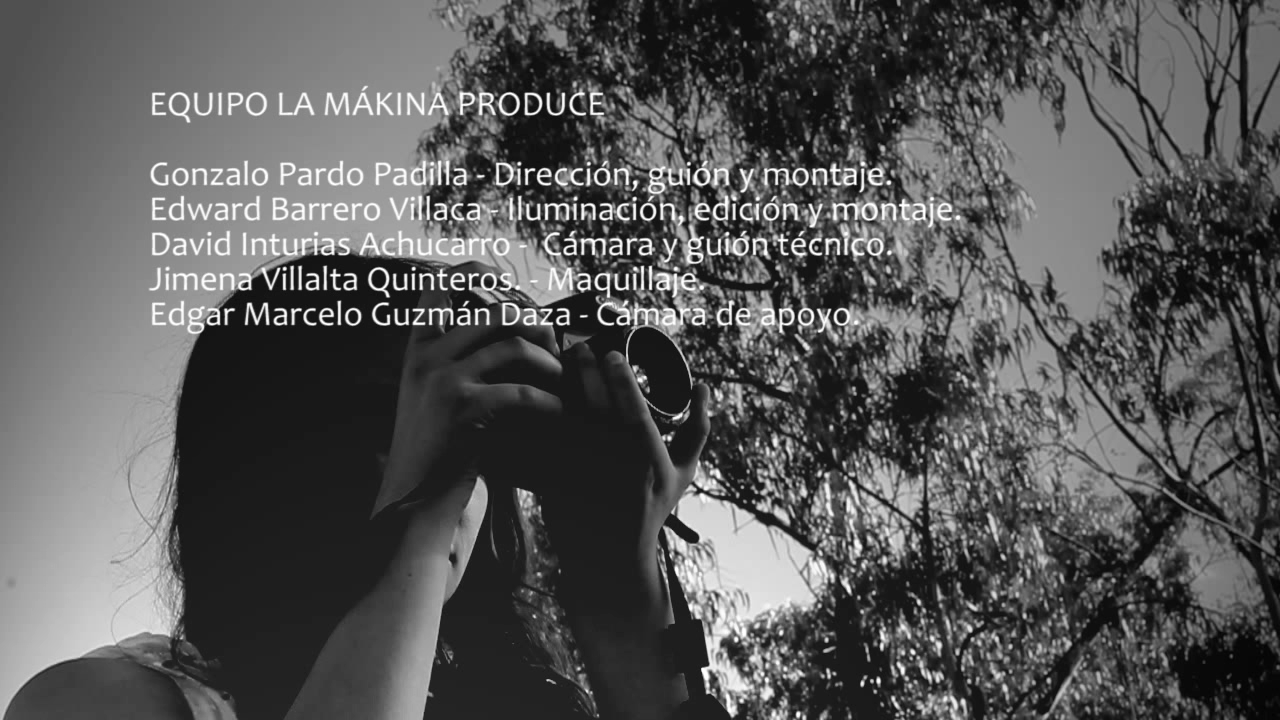 EQUIPO LA MÁKINA PRODUCE
Gonzalo Pardo Padilla - Dirección, guión y montaje.
Edward Barrero Villaca - Iluminación, edición y montaje.
David Inturias Achucarro - Cámara y guión técnico.
Jimena Villalta Quinteros. - Maquillaje.
Edgar Marcelo Guzmán Daza - Cámara de apoyo.